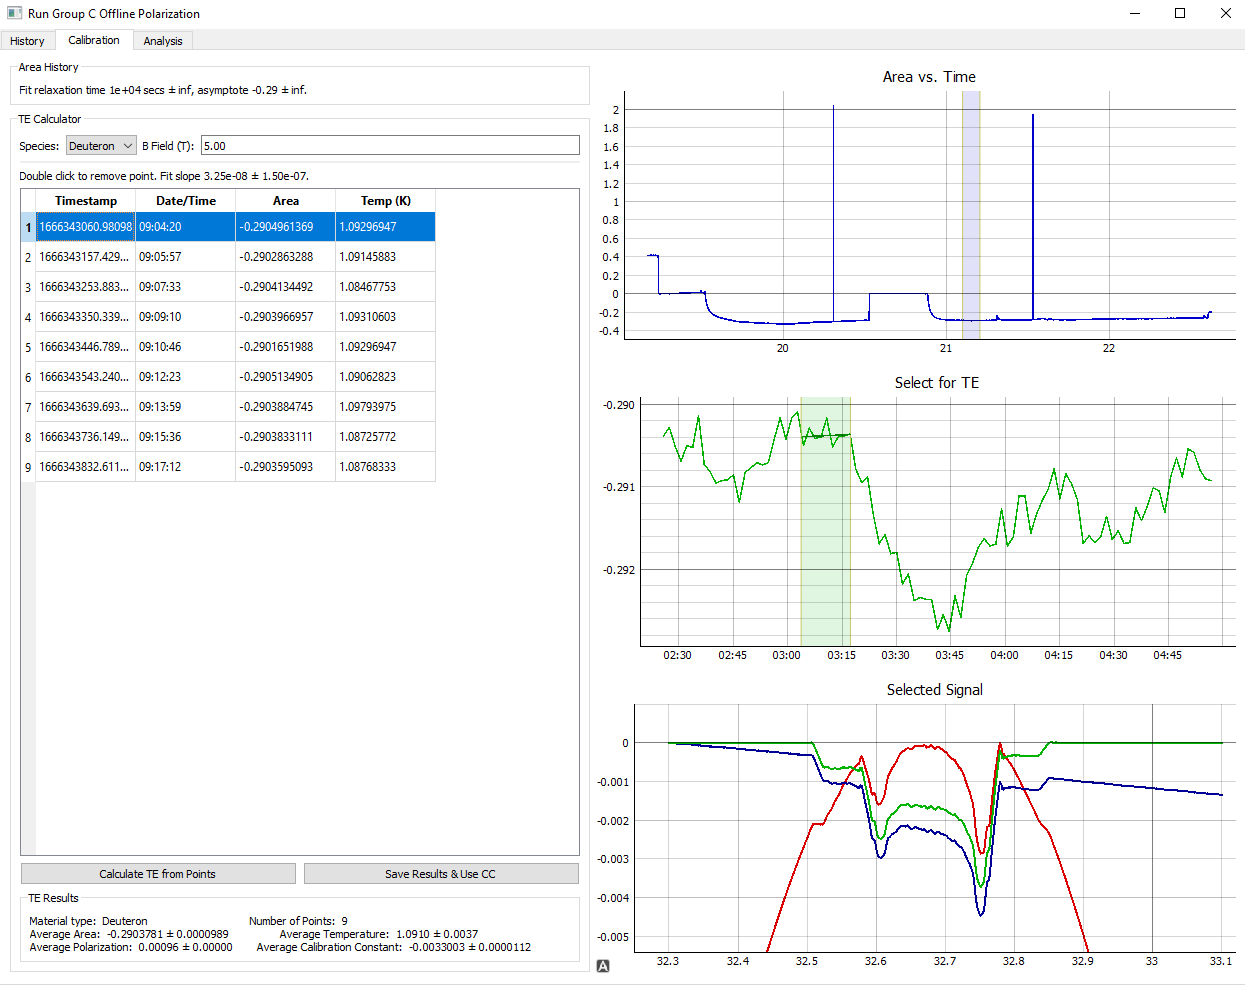 Run Group C Offline Polarization
History Calibration Analysis
Area History
Fit relaxation time 1e+04 secs ± inf, asymptote -0.29 ± inf.
TE Calculator
Species: Deuteron B Field (T): 5.00
Double click to remove point. Fit slope 3.25e-08 ± 1.50e-07.
Timestamp Date/Time Area Temp (K)
1 1666343060.98098 09:04:20 -0.2904961369 1.09296947
2 1666343157.429... 09:05:57 -0.2902863288 1.09145883
3 1666343253.883... 09:07:33 -0.2904134492 1.08467753
4 1666343350.339... 09:09:10 -0.2903966957 1.09310603
5 1666343446.789... 09:10:46 -0.2901651988 1.09296947
6 1666343543.240... 09:12:23 -0.2905134905 1.09062823
7 1666343639.693... 09:13:59 -0.2903884745 1.09793975
8 1666343736.149... 09:15:36 -0.2903833111 1.08725772
9 1666343832.611... 09:17:12 -0.2903595093 1.08768333
Calculate TE from Points Save Results & Use CC
TE Results
Material type: Deuteron Number of Points: 9
Average Area: -0.2903781 ± 0.0000989 Average Temperature: 1.0910 ± 0.0037
Average Polarization: 0.00096 ± 0.00000 Average Calibration Constant: -0.0033003 ± 0.0000112
Area vs. Time
2
1.8
1.6
1.4
1.2
1
0.8
0.6
0.4
0.2
0
-0.2
-0.4
20 21 22
Select for TE
-0.290
-0.291
-0.292
02:30 02:45 03:00 03:15 03:30 03:45 04:00 04:15 04:30 04:45
Selected Signal
0
-0.001
-0.002
-0.003
-0.004
-0.005
32.3 32.4 32.5 32.6 32.7 32.8 32.9 33 33.1
A